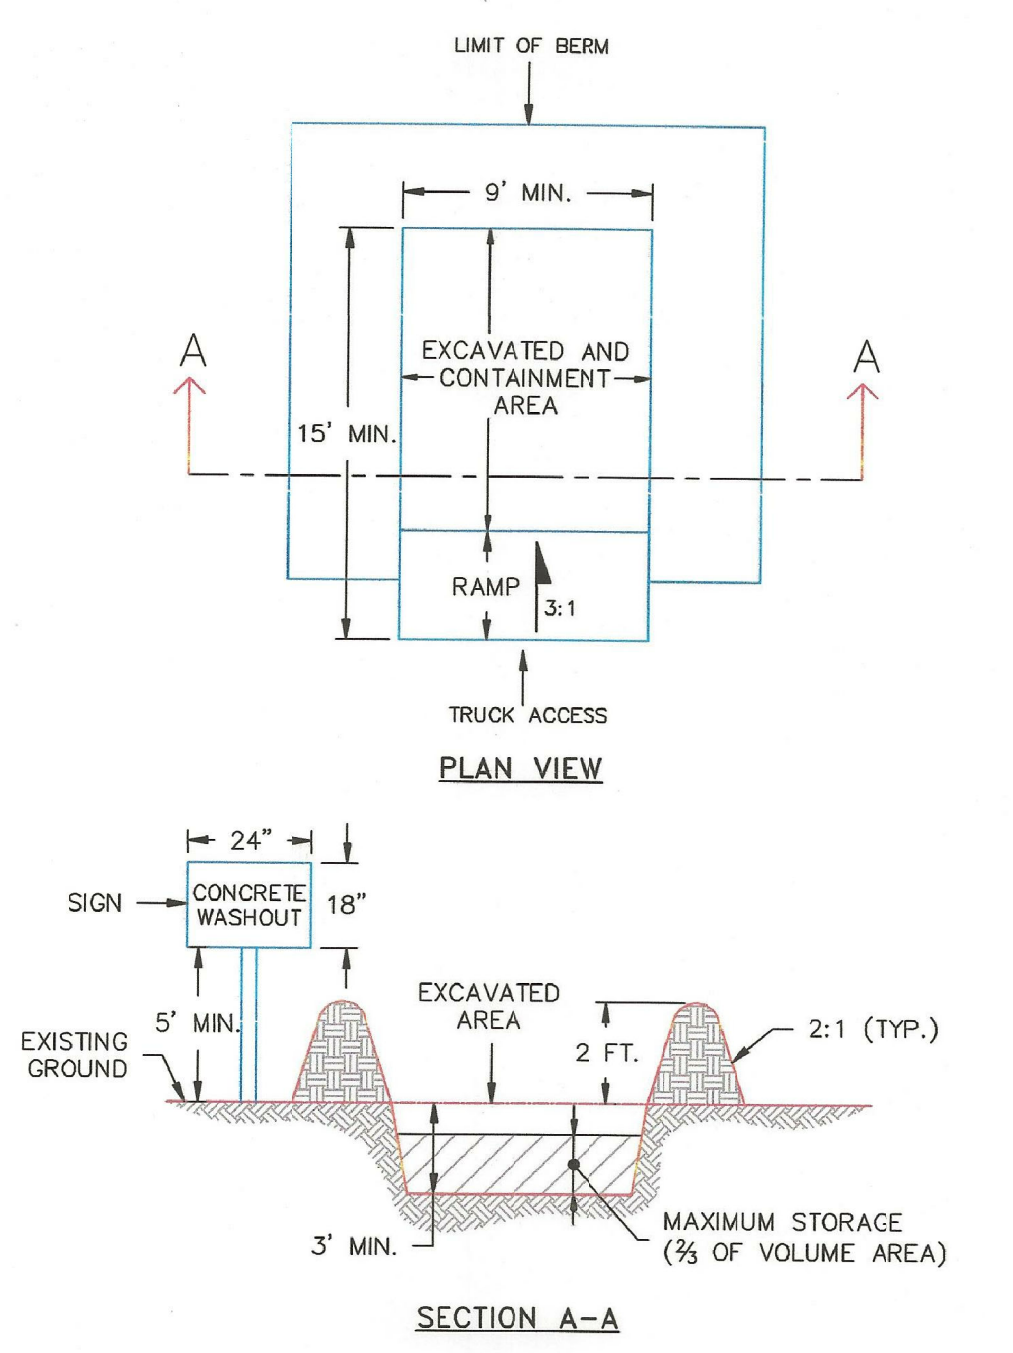 LIMIT OF BERM
9' MIN.
A
A
EXCAVATED AND
CONTAINMENT
AREA
15' MIN.
RAMP
3:1
TRUCK ACCESS
PLAN VIEW
24"
SIGN
CONCRETE
WASHOUT
18"
EXCAVATED
AREA
5' MIN.
EXISTING
GROUND
2 FT.
2:1 (TYP.)
3' MIN.
MAXIMUM STORAGE
(⅔ OF VOLUME AREA)
SECTION A-A